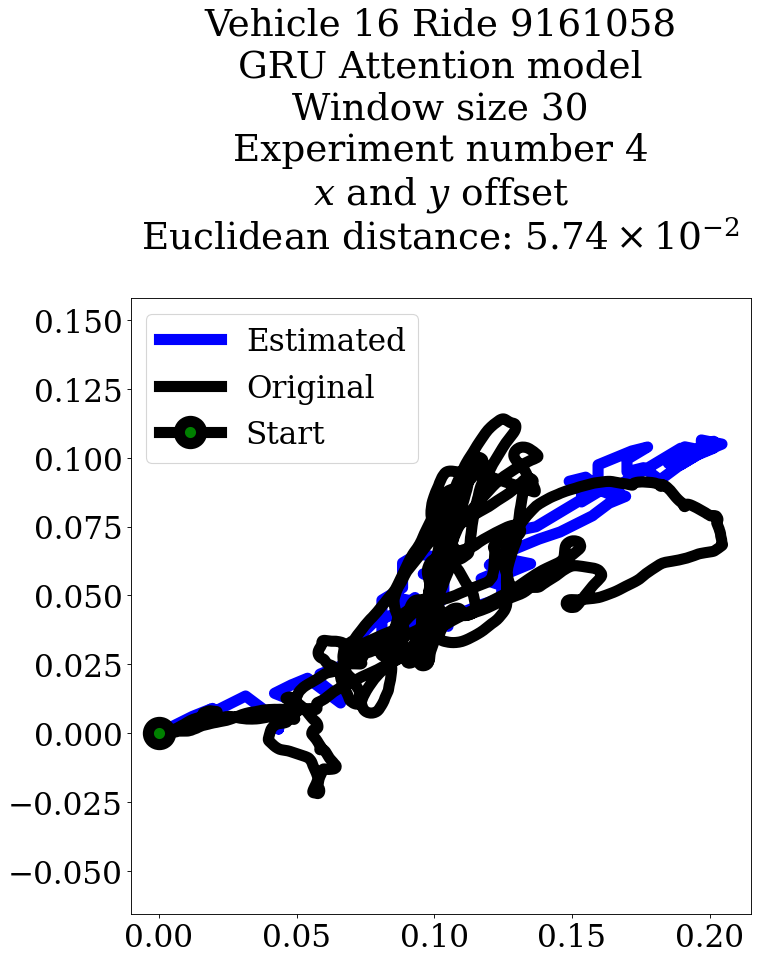 Vehicle 16 Ride 9161058
GRU Attention model
Window size 30
Experiment number 4
x and y offset
Euclidean distance: 5.74 × 10⁻²
Estimated
Original
Start
0.150
0.125
0.100
0.075
0.050
0.025
0.000
−0.025
−0.050
0.00 0.05 0.10 0.15 0.20